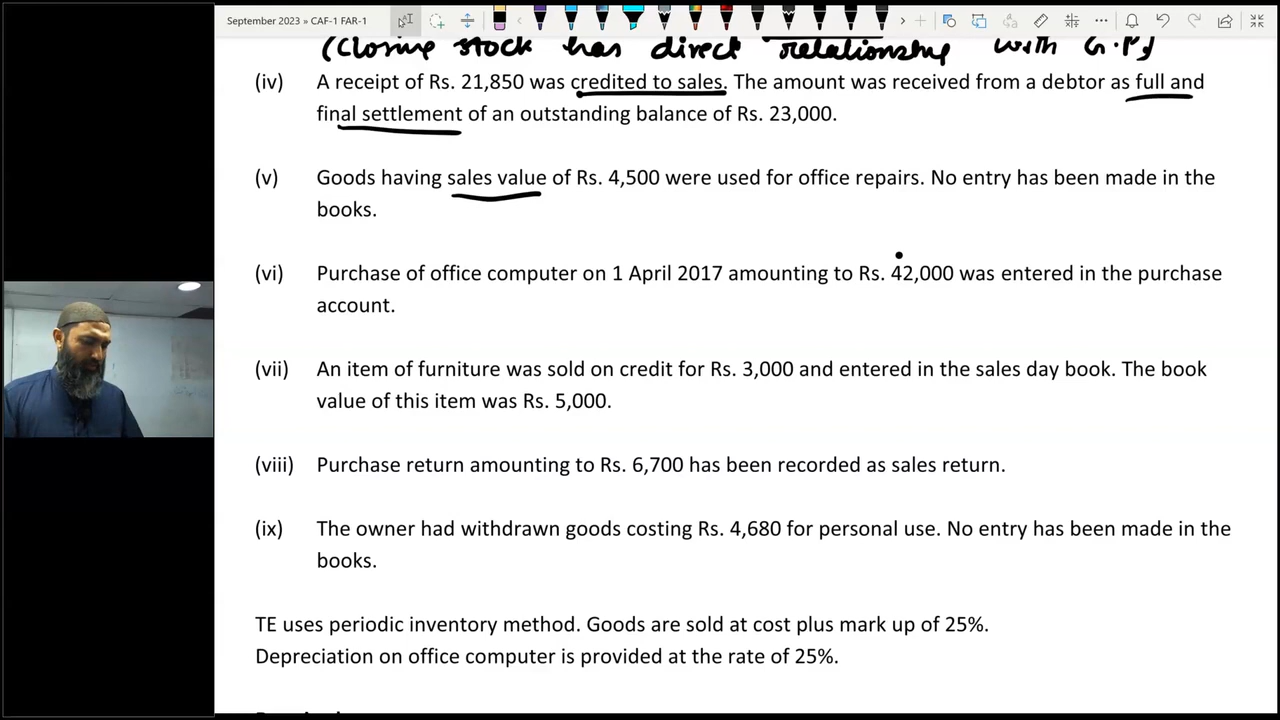 September 2023 » CAF-1 FAR-1
(Closing stock has direct relationship with G.P)
(iv) A receipt of Rs. 21,850 was credited to sales. The amount was received from a debtor as full and
final settlement of an outstanding balance of Rs. 23,000.
(v) Goods having sales value of Rs. 4,500 were used for office repairs. No entry has been made in the
books.
(vi) Purchase of office computer on 1 April 2017 amounting to Rs. 42,000 was entered in the purchase
account.
(vii) An item of furniture was sold on credit for Rs. 3,000 and entered in the sales day book. The book
value of this item was Rs. 5,000.
(viii) Purchase return amounting to Rs. 6,700 has been recorded as sales return.
(ix) The owner had withdrawn goods costing Rs. 4,680 for personal use. No entry has been made in the
books.
TE uses periodic inventory method. Goods are sold at cost plus mark up of 25%.
Depreciation on office computer is provided at the rate of 25%.